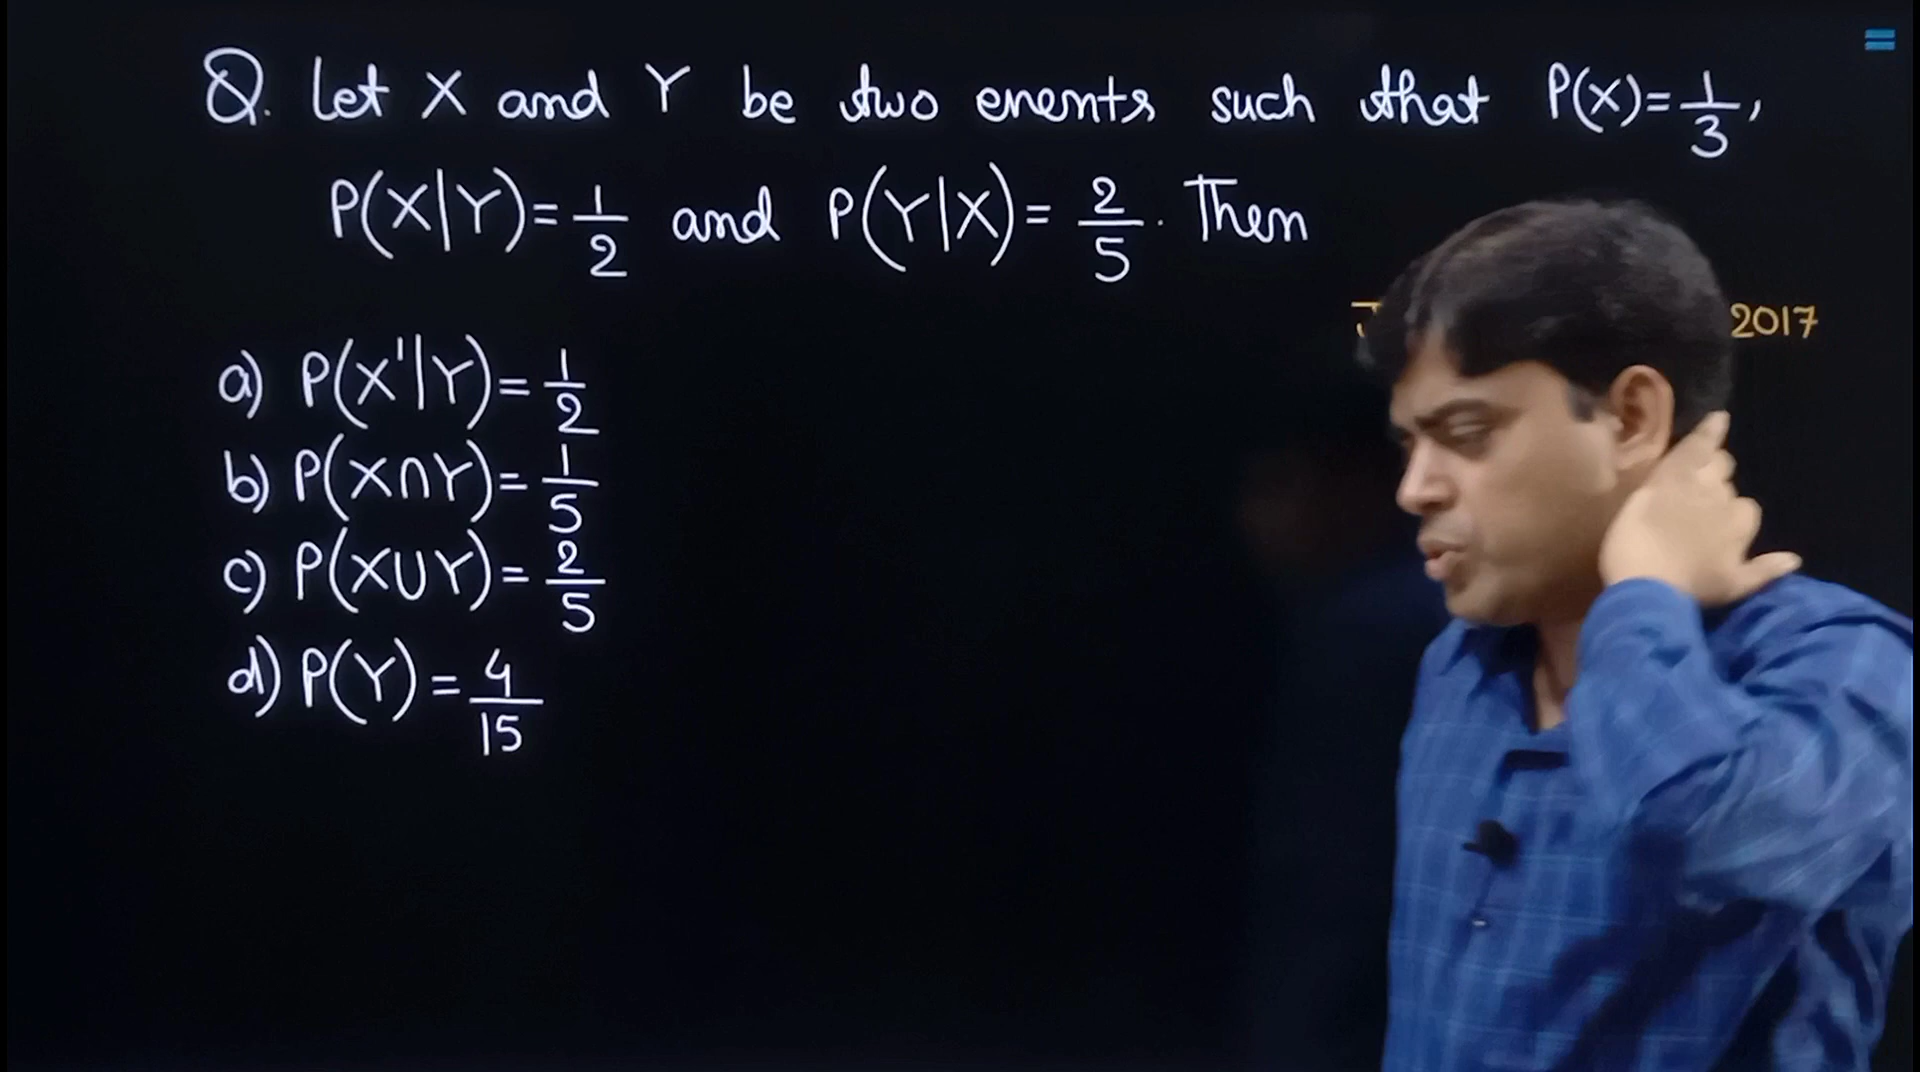 Q. Let X and Y be two events such that P(X)=1/3,
P(X|Y)=1/2 and P(Y|X)=2/5. Then
2017
a) P(X'|Y)=1/2
b) P(X∩Y)=1/5
c) P(X∪Y)=2/5
d) P(Y)=4/15